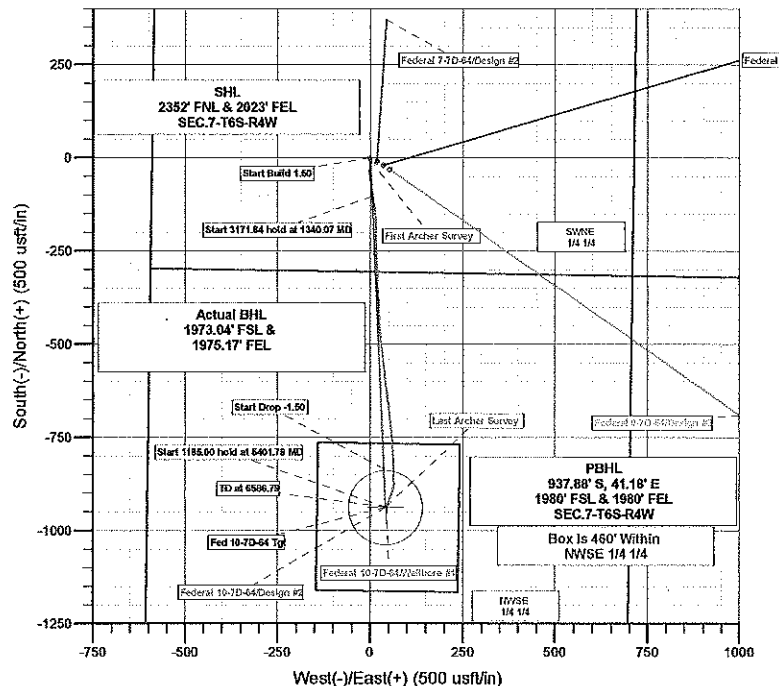 400
200
0
-250
-500
-750
-1000
-1250
South(-)/North(+) (500 usft/in)
Federal 7-7D-64/Design #2
Federal
SHL
2352' FNL & 2023' FEL
SEC.7-T6S-R4W
Start Build 1.50
Start 3171.84 hold at 1340.07 MD
First Archer Survey
SWNE
1/4 1/4
Actual BHL
1973.04' FSL &
1975.17' FEL
Start Drop -1.50
Last Archer Survey
Start 1185.00 hold at 5401.79 MD
TD at 6586.79
Fed 10-7D-64 Tgt
Federal 10-7D-64/Design #2
Federal 10-7D-64/Wellbore #1
PBHL
937.88' S, 41.18' E
1980' FSL & 1980' FEL
SEC.7-T6S-R4W
Box is 460' Within
NWSE 1/4 1/4
NWSE
1/4 1/4
-750
-500
-250
0
250
500
750
1000
West(-)/East(+) (500 usft/in)